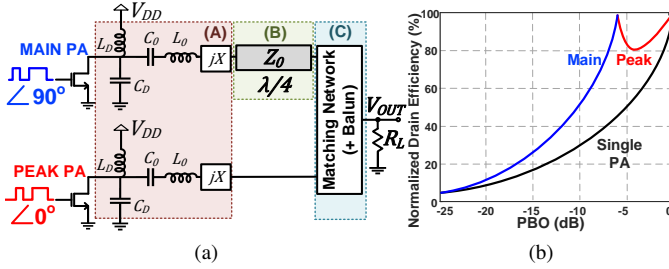 (A)
(B)
(C)
V_DD
MAIN PA
∠90°
L_D
C_0
L_0
jX
C_D
Z_0
λ/4
Matching Network
(+ Balun)
V_OUT
R_L
V_DD
PEAK PA
∠0°
L_D
C_0
L_0
jX
C_D
(a)
Normalized Drain Efficiency (%)
100
80
60
40
20
0
Main
Peak
Single
PA
-25
-20
-15
-10
-5
0
PBO (dB)
(b)